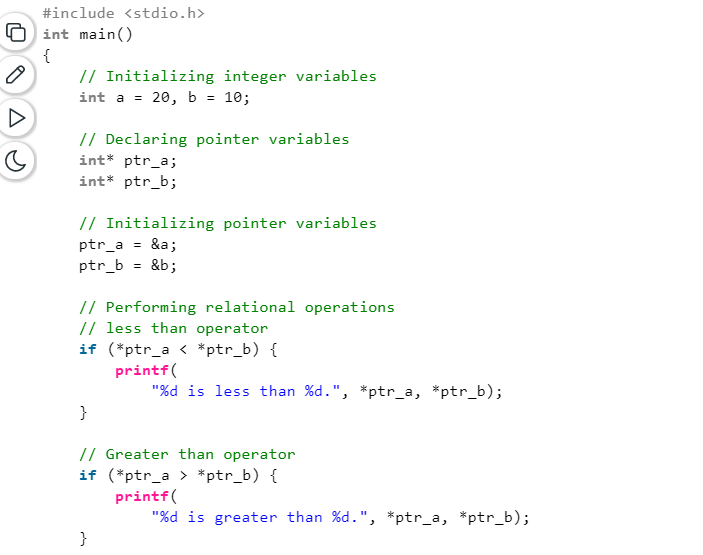 #include <stdio.h>
int main()
{
    // Initializing integer variables
    int a = 20, b = 10;

    // Declaring pointer variables
    int* ptr_a;
    int* ptr_b;

    // Initializing pointer variables
    ptr_a = &a;
    ptr_b = &b;

    // Performing relational operations
    // less than operator
    if (*ptr_a < *ptr_b) {
        printf(
            "%d is less than %d.", *ptr_a, *ptr_b);
    }

    // Greater than operator
    if (*ptr_a > *ptr_b) {
        printf(
            "%d is greater than %d.", *ptr_a, *ptr_b);
    }